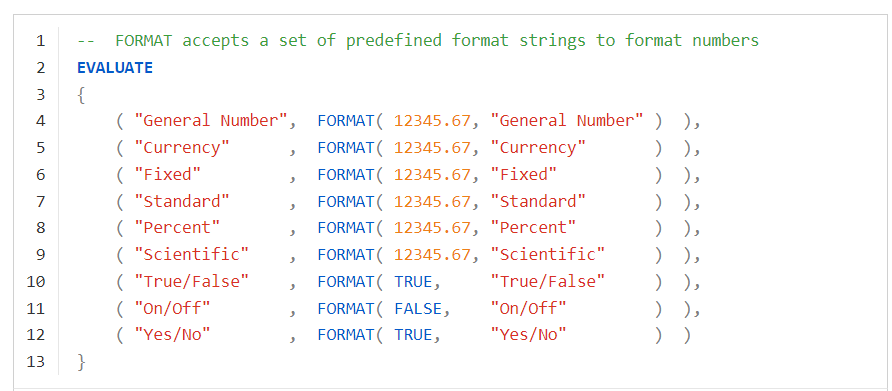 1 -- FORMAT accepts a set of predefined format strings to format numbers
2 EVALUATE
3 {
4     ( "General Number",  FORMAT( 12345.67, "General Number" )  ),
5     ( "Currency"      ,  FORMAT( 12345.67, "Currency"       )  ),
6     ( "Fixed"         ,  FORMAT( 12345.67, "Fixed"          )  ),
7     ( "Standard"      ,  FORMAT( 12345.67, "Standard"       )  ),
8     ( "Percent"       ,  FORMAT( 12345.67, "Percent"        )  ),
9     ( "Scientific"    ,  FORMAT( 12345.67, "Scientific"     )  ),
10     ( "True/False"    ,  FORMAT( TRUE,     "True/False"     )  ),
11     ( "On/Off"        ,  FORMAT( FALSE,    "On/Off"         )  ),
12     ( "Yes/No"        ,  FORMAT( TRUE,     "Yes/No"         )  )
13 }